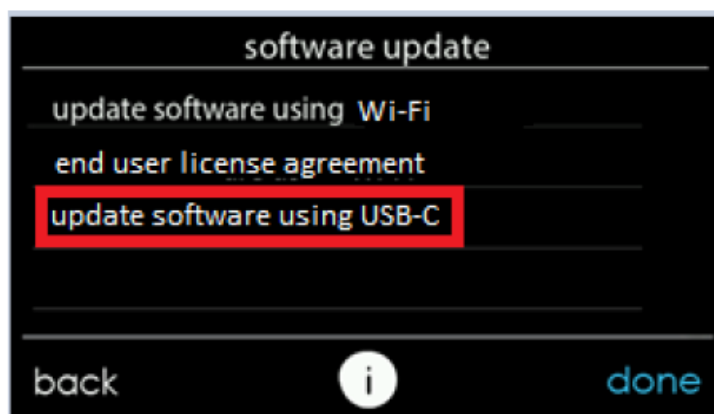 software update
update software using Wi-Fi
end user license agreement
update software using USB-C
back i done